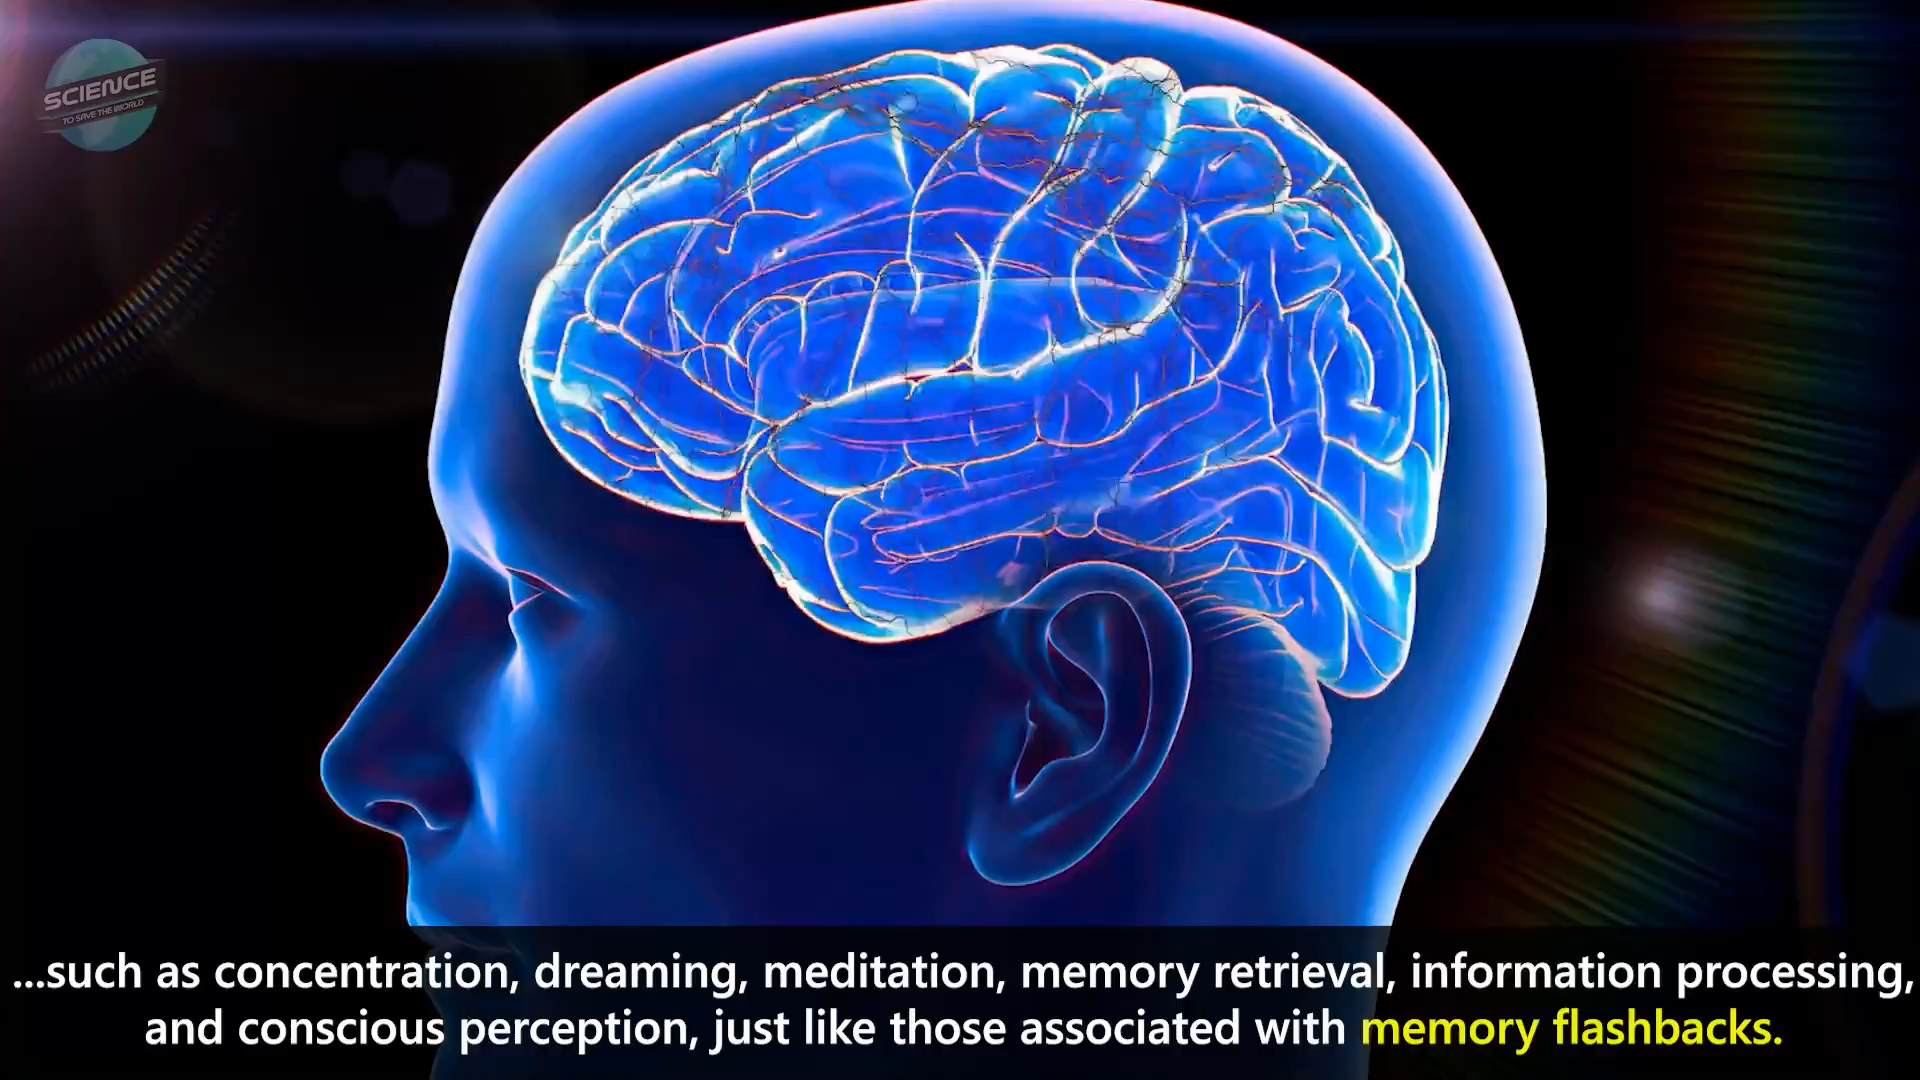 SCIENCE
TO SAVE THE WORLD
...such as concentration, dreaming, meditation, memory retrieval, information processing,
and conscious perception, just like those associated with memory flashbacks.